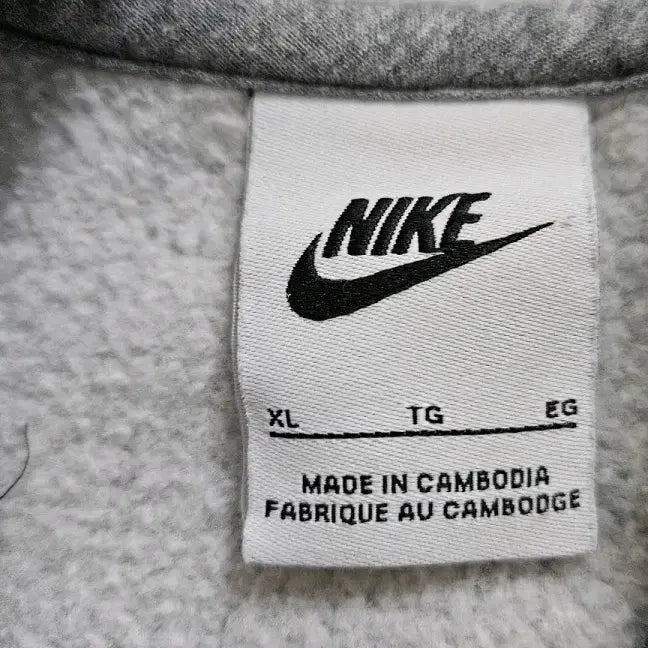 NIKE
XL TG EG
MADE IN CAMBODIA
FABRIQUE AU CAMBODGE